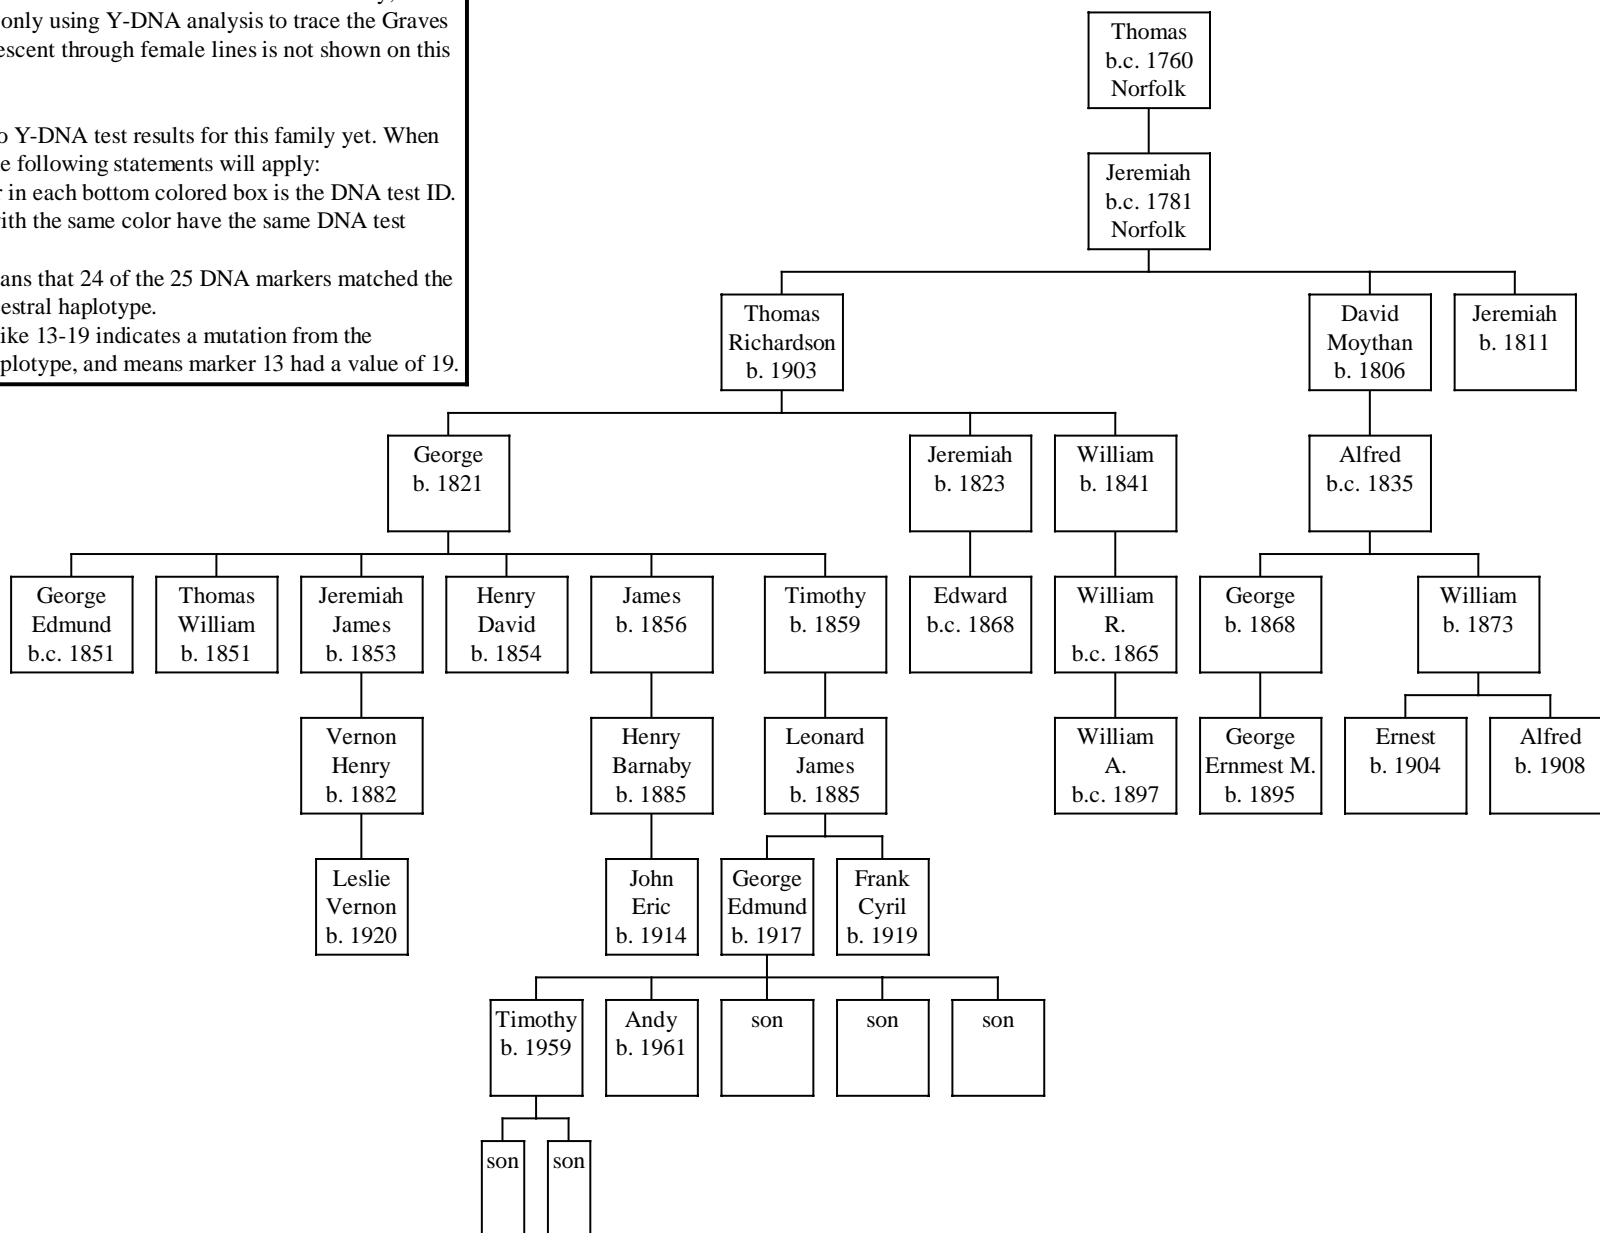 only using Y-DNA analysis to trace the Graves
escent through female lines is not shown on this
o Y-DNA test results for this family yet. When
e following statements will apply:
r in each bottom colored box is the DNA test ID.
vith the same color have the same DNA test
ans that 24 of the 25 DNA markers matched the
estral haplotype.
ike 13-19 indicates a mutation from the
plotype, and means marker 13 had a value of 19.
Thomas
b.c. 1760
Norfolk
Jeremiah
b.c. 1781
Norfolk
Thomas
Richardson
b. 1903
David
Moythan
b. 1806
Jeremiah
b. 1811
George
b. 1821
Jeremiah
b. 1823
William
b. 1841
Alfred
b.c. 1835
George
Edmund
b.c. 1851
Thomas
William
b. 1851
Jeremiah
James
b. 1853
Henry
David
b. 1854
James
b. 1856
Timothy
b. 1859
Edward
b.c. 1868
William
R.
b.c. 1865
George
b. 1868
William
b. 1873
Vernon
Henry
b. 1882
Henry
Barnaby
b. 1885
Leonard
James
b. 1885
William
A.
b.c. 1897
George
Ernmest M.
b. 1895
Ernest
b. 1904
Alfred
b. 1908
Leslie
Vernon
b. 1920
John
Eric
b. 1914
George
Edmund
b. 1917
Frank
Cyril
b. 1919
Timothy
b. 1959
Andy
b. 1961
son
son
son
son
son